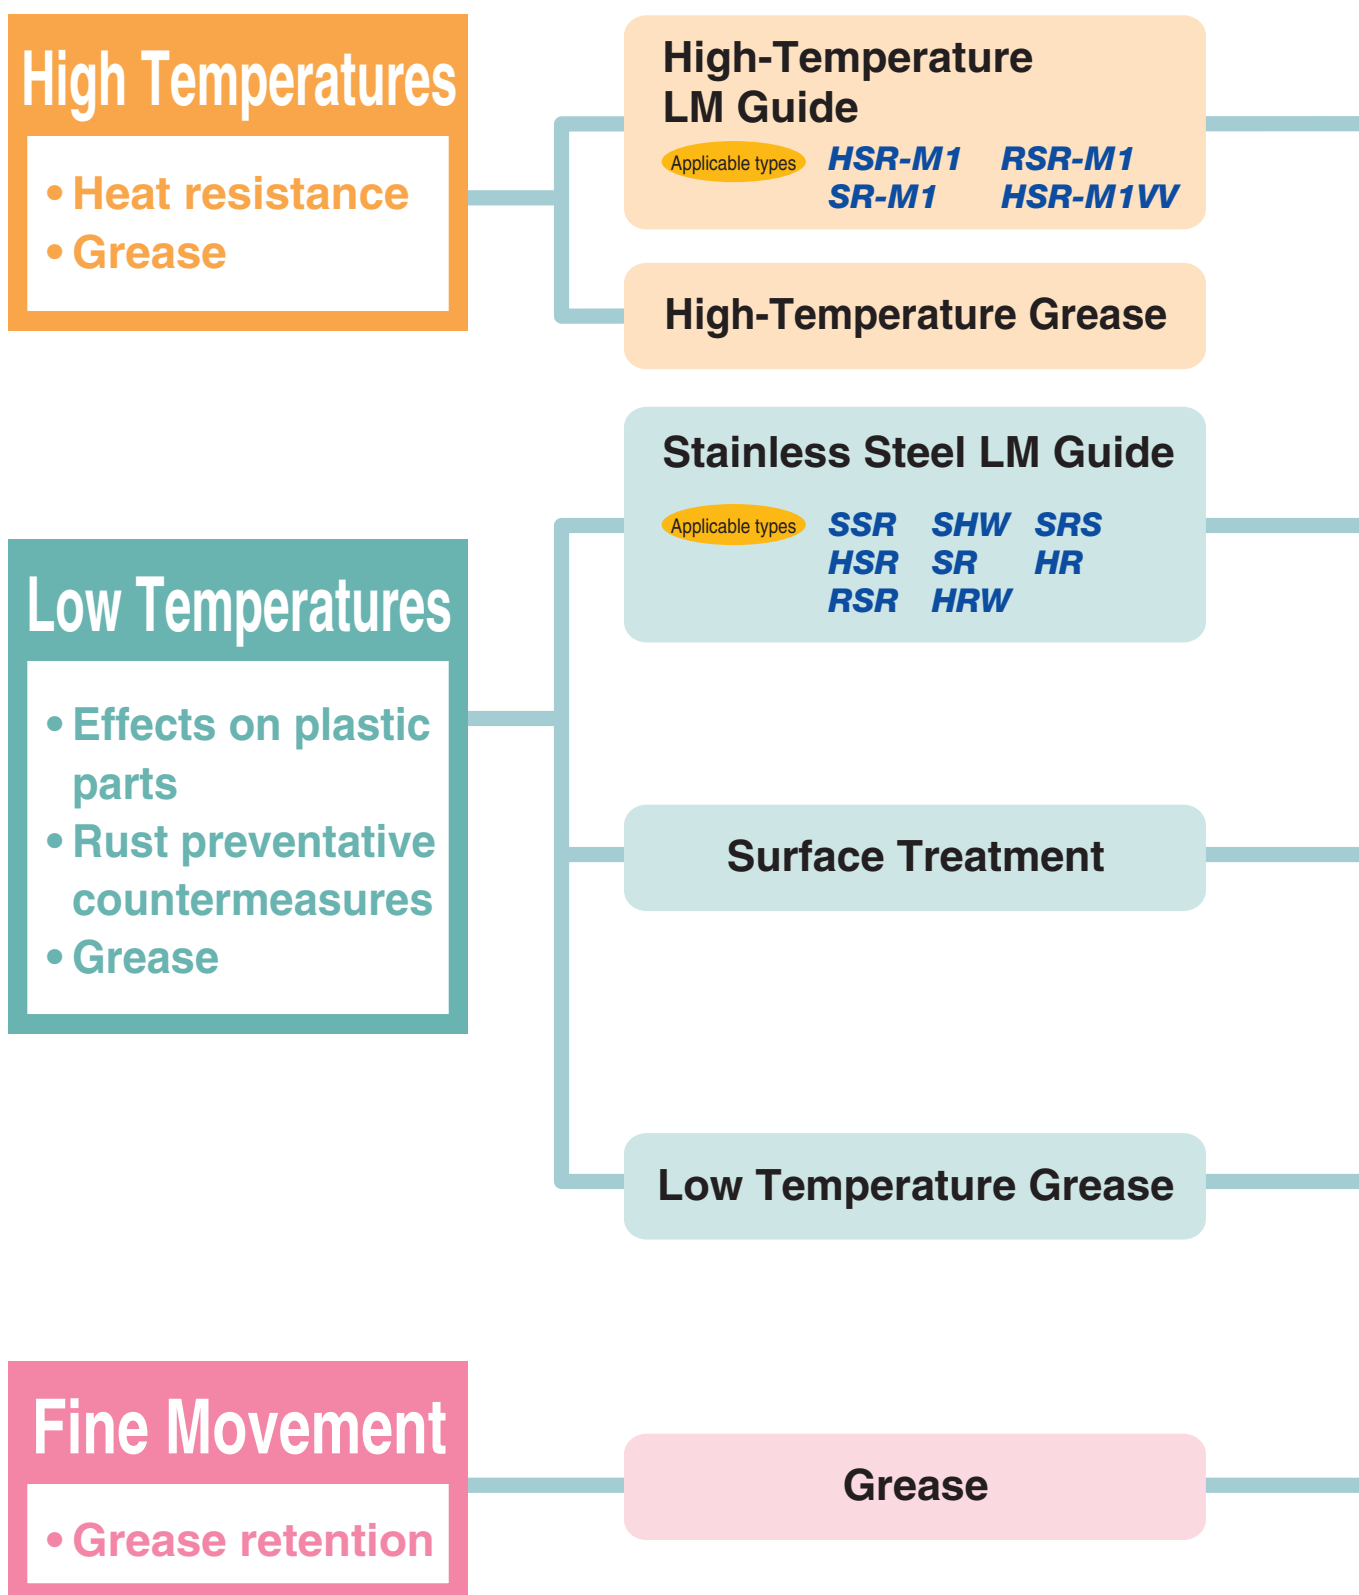 High Temperatures
• Heat resistance
• Grease
High-Temperature
LM Guide
Applicable types HSR-M1 RSR-M1
SR-M1 HSR-M1VV
High-Temperature Grease
Low Temperatures
• Effects on plastic
parts
• Rust preventative
countermeasures
• Grease
Stainless Steel LM Guide
Applicable types SSR SHW SRS
HSR SR HR
RSR HRW
Surface Treatment
Low Temperature Grease
Fine Movement
• Grease retention
Grease